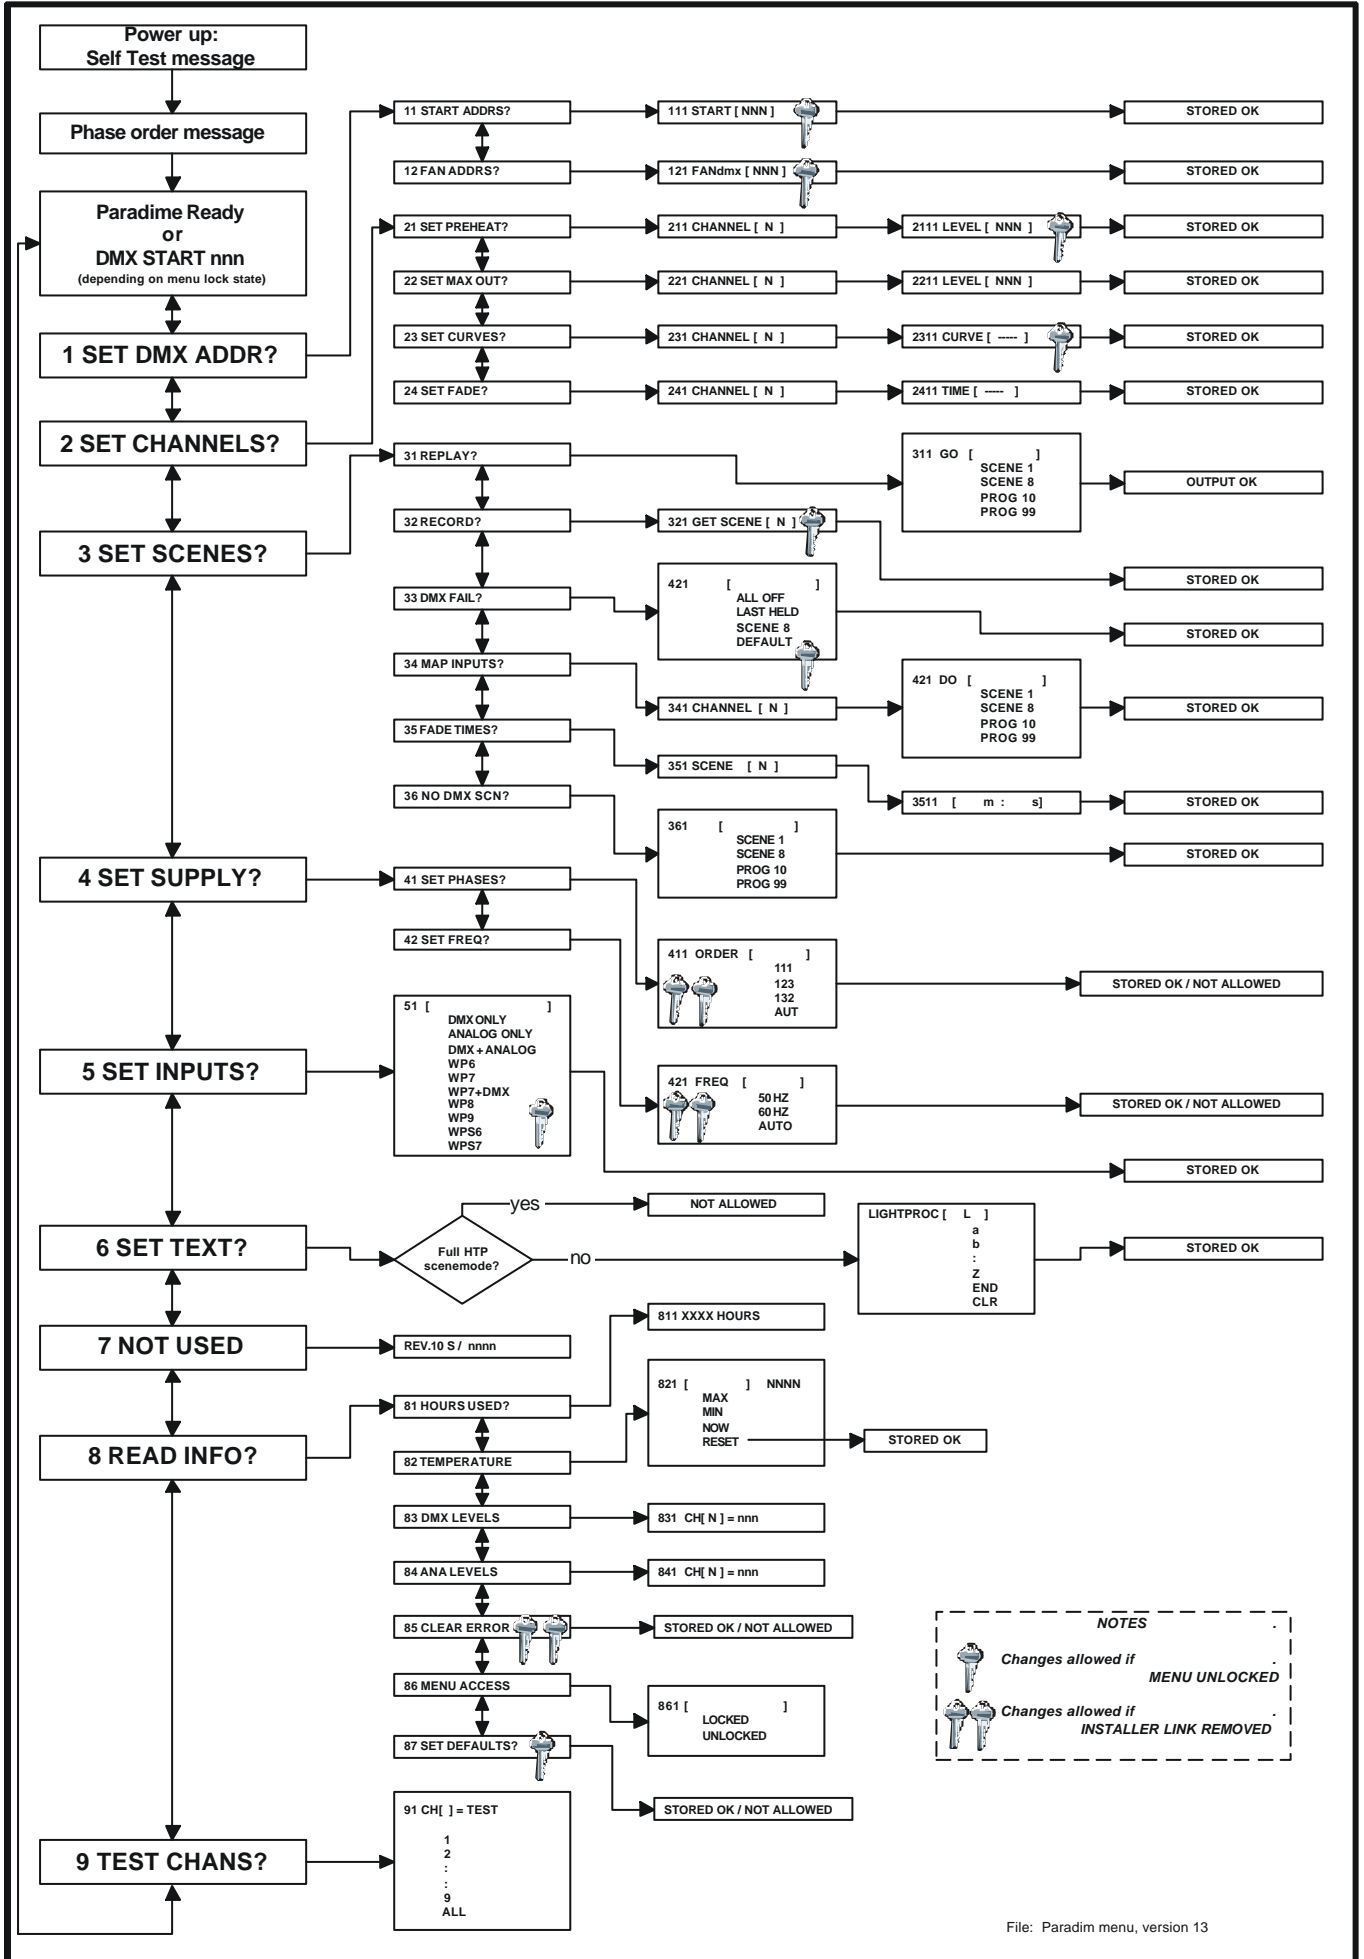 Power up:
Self Test message
Phase order message
Paradime Ready
or
DMX START nnn
(depending on menu lock state)
1 SET DMX ADDR?
11 START ADDRS?
111 START [ NNN ]
STORED OK
12 FAN ADDRS?
121 FANdmx [ NNN ]
STORED OK
2 SET CHANNELS?
21 SET PREHEAT?
211 CHANNEL [ N ]
2111 LEVEL [ NNN ]
STORED OK
22 SET MAX OUT?
221 CHANNEL [ N ]
2211 LEVEL [ NNN ]
STORED OK
23 SET CURVES?
231 CHANNEL [ N ]
2311 CURVE [ ----- ]
STORED OK
24 SET FADE?
241 CHANNEL [ N ]
2411 TIME [ ----- ]
STORED OK
3 SET SCENES?
31 REPLAY?
311 GO [ ]
SCENE 1
SCENE 8
PROG 10
PROG 99
OUTPUT OK
32 RECORD?
321 GET SCENE [ N ]
STORED OK
33 DMX FAIL?
421 [ ]
ALL OFF
LAST HELD
SCENE 8
DEFAULT
STORED OK
34 MAP INPUTS?
341 CHANNEL [ N ]
421 DO [ ]
SCENE 1
SCENE 8
PROG 10
PROG 99
STORED OK
35 FADE TIMES?
351 SCENE [ N ]
3511 [ m : s]
STORED OK
36 NO DMX SCN?
361 [ ]
SCENE 1
SCENE 8
PROG 10
PROG 99
STORED OK
4 SET SUPPLY?
41 SET PHASES?
411 ORDER [ ]
111
123
132
AUT
STORED OK / NOT ALLOWED
42 SET FREQ?
421 FREQ [ ]
50 HZ
60 HZ
AUTO
STORED OK / NOT ALLOWED
5 SET INPUTS?
51 [ ]
DMX ONLY
ANALOG ONLY
DMX + ANALOG
WP6
WP7
WP7+DMX
WP8
WP9
WPS6
WPS7
STORED OK
6 SET TEXT?
Full HTP
scenemode?
yes
NOT ALLOWED
no
LIGHTPROC [ L ]
a
b
:
Z
END
CLR
STORED OK
7 NOT USED
REV.10 S / nnnn
8 READ INFO?
81 HOURS USED?
811 XXXX HOURS
82 TEMPERATURE
821 [ ] NNNN
MAX
MIN
NOW
RESET
STORED OK
83 DMX LEVELS
831 CH[ N ] = nnn
84 ANA LEVELS
841 CH[ N ] = nnn
85 CLEAR ERROR
STORED OK / NOT ALLOWED
86 MENU ACCESS
861 [ ]
LOCKED
UNLOCKED
87 SET DEFAULTS?
STORED OK / NOT ALLOWED
9 TEST CHANS?
91 CH[ ] = TEST
1
2
:
:
9
ALL
NOTES .
Changes allowed if .
MENU UNLOCKED
Changes allowed if .
INSTALLER LINK REMOVED
File: Paradim menu, version 13